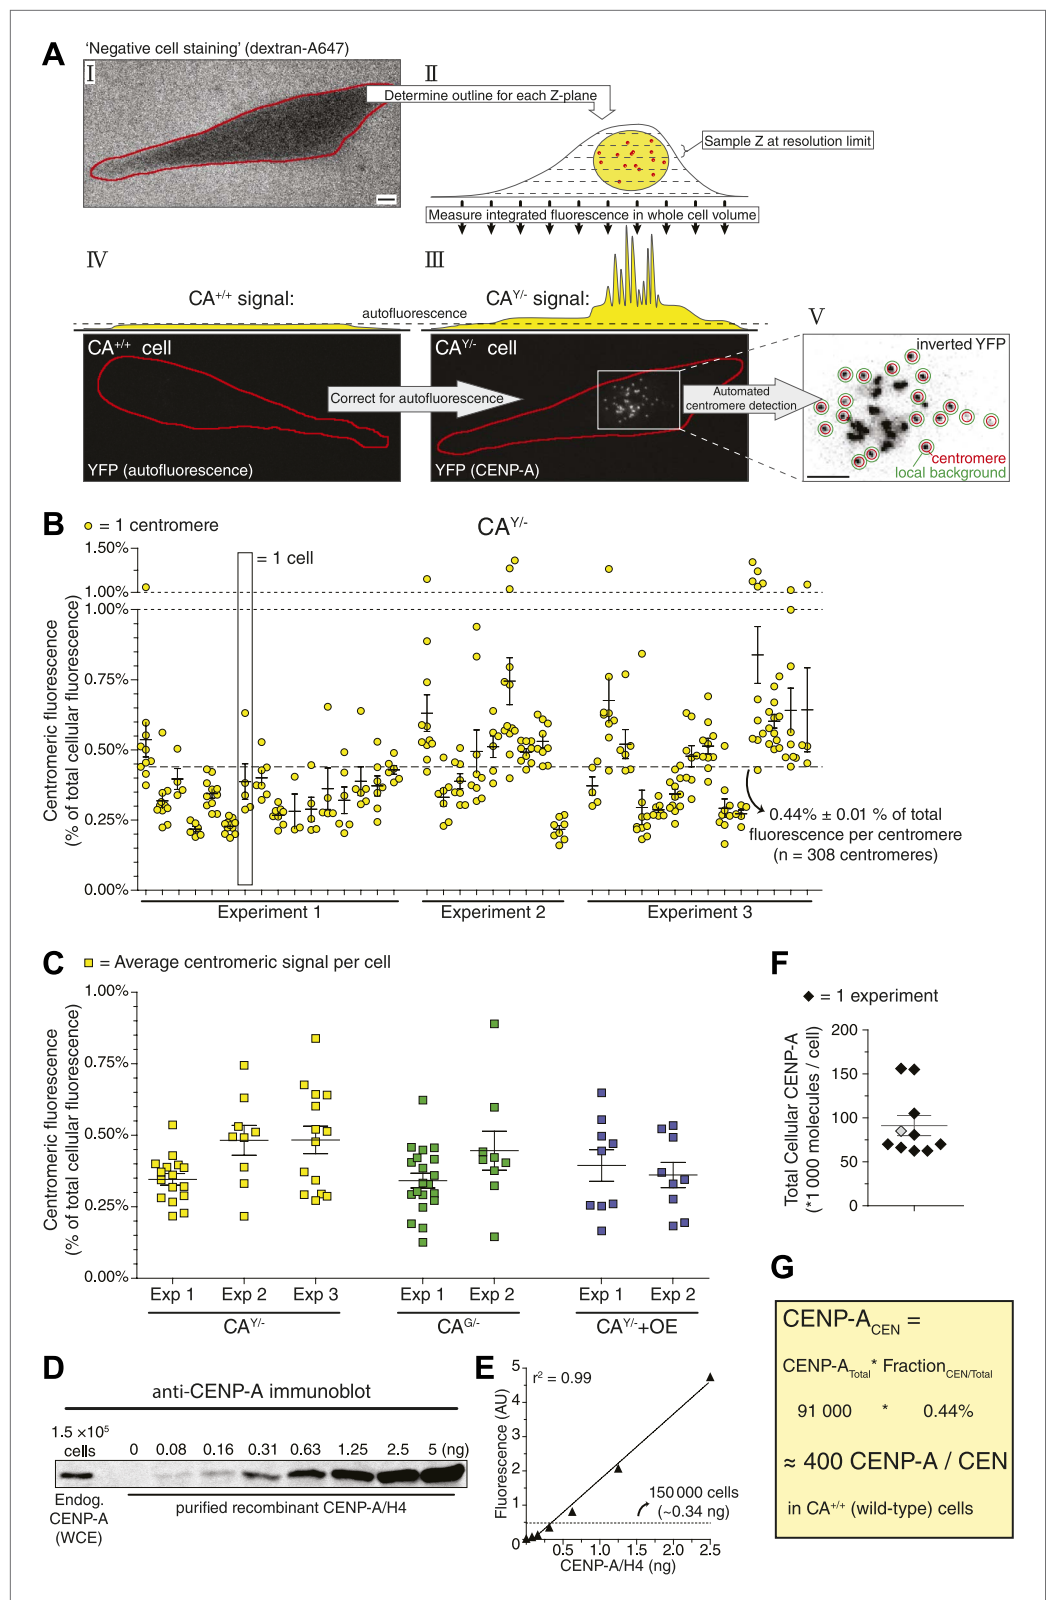 A
'Negative cell staining' (dextran-A647)
I
II
Determine outline for each Z-plane
Sample Z at resolution limit
Measure integrated fluorescence in whole cell volume
IV
III
CA+/+ signal:
CAY/- signal:
autofluorescence
V
CA+/+ cell
CAY/- cell
inverted YFP
Correct for autofluorescence
Automated
centromere detection
YFP (autofluorescence)
YFP (CENP-A)
centromere
local background
B
= 1 centromere
CAY/-
= 1 cell
Centromeric fluorescence
(% of total cellular fluorescence)
1.50%
1.00%
1.00%
0.75%
0.50%
0.25%
0.00%
0.44% ± 0.01 % of total
fluorescence per centromere
(n = 308 centromeres)
Experiment 1
Experiment 2
Experiment 3
C
= Average centromeric signal per cell
Centromeric fluorescence
(% of total cellular fluorescence)
1.00%
0.75%
0.50%
0.25%
0.00%
Exp 1 Exp 2 Exp 3 Exp 1 Exp 2 Exp 1 Exp 2
CAY/- CAG/- CAY/-+OE
F
= 1 experiment
Total Cellular CENP-A
(*1 000 molecules / cell)
200
150
100
50
0
D
anti-CENP-A immunoblot
1.5 ×10⁵
cells
0 0.08 0.16 0.31 0.63 1.25 2.5 5 (ng)
Endog.
CENP-A
(WCE)
purified recombinant CENP-A/H4
E
r² = 0.99
Fluorescence (AU)
5
4
3
2
1
0
150 000 cells
(~0.34 ng)
0.5 1.0 1.5 2.0 2.5
CENP-A/H4 (ng)
G
CENP-ACEN =
CENP-ATotal * FractionCEN/Total
91 000 * 0.44%
≈ 400 CENP-A / CEN
in CA+/+ (wild-type) cells